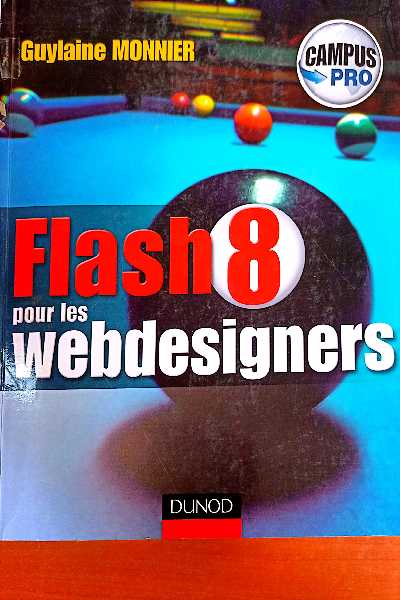 Guylaine MONNIER
CAMPUS
PRO
Flash 8
pour les
webdesigners
DUNOD